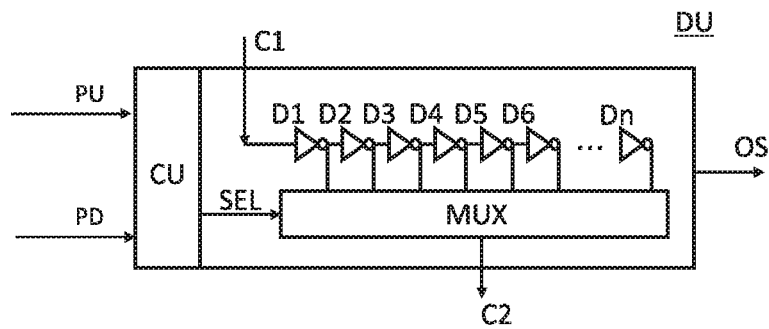 DU
C1
PU
D1 D2 D3 D4 D5 D6 ... Dn
CU
OS
SEL
MUX
PD
C2